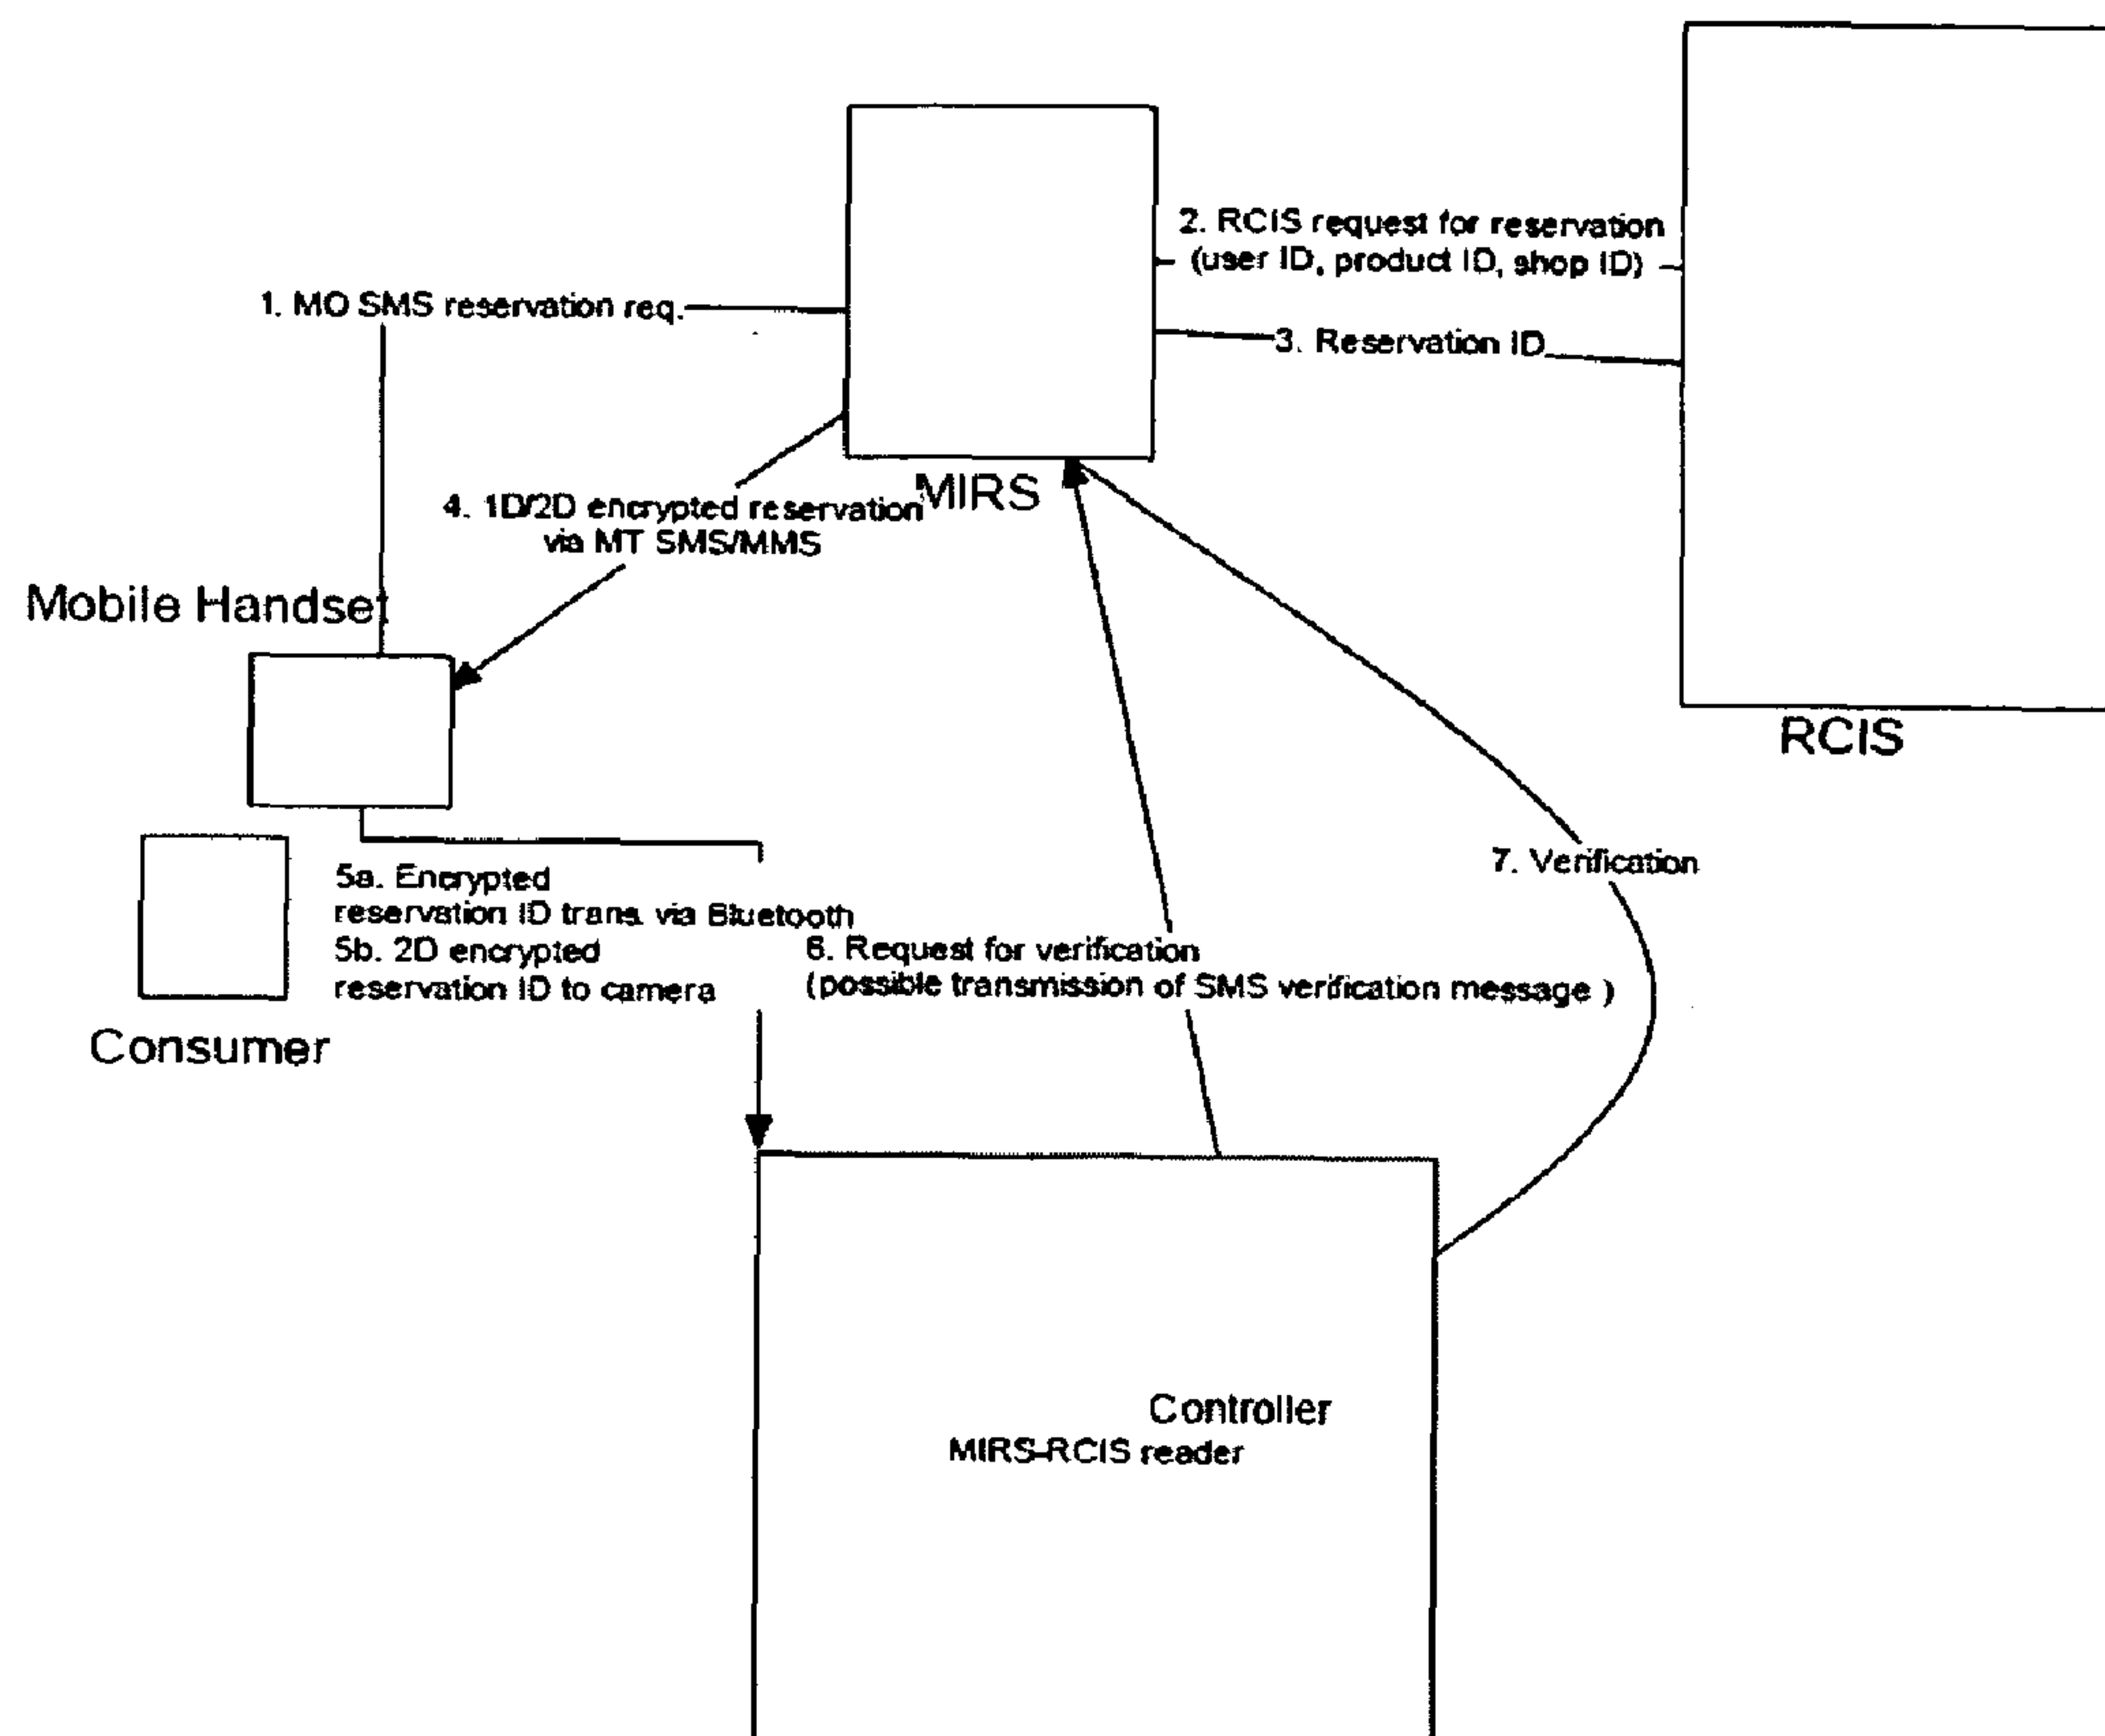 2. RCIS request for reservation
(user ID, product ID, shop ID)
1. MO SMS reservation req.
3. Reservation ID
MIRS
4. 1D/2D encrypted reservation
via MT SMS/MMS
Mobile Handset
RCIS
7. Verification
5a. Encrypted
reservation ID trans. via Bluetooth
5b. 2D encrypted
reservation ID to camera
6. Request for verification
(possible transmission of SMS verification message )
Consumer
Controller
MIRS-RCIS reader